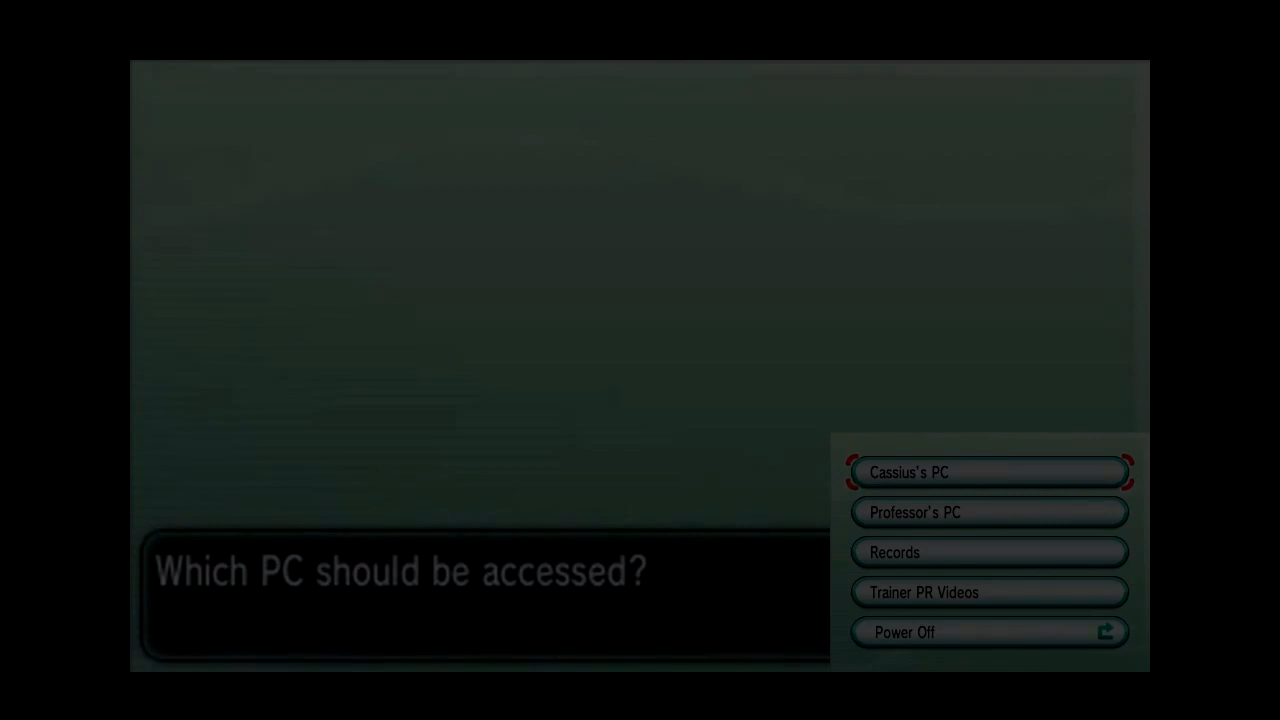 Which PC should be accessed?
Cassius's PC
Professor's PC
Records
Trainer PR Videos
Power Off